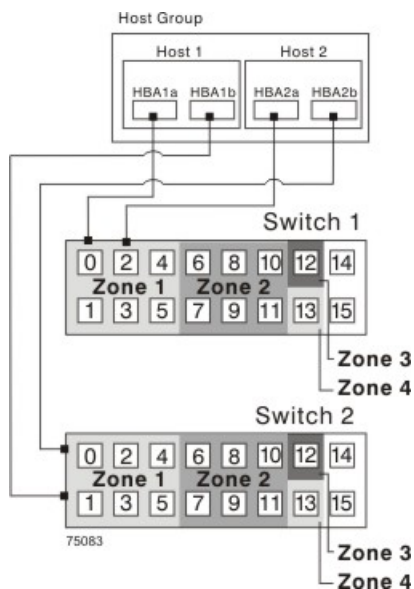 Host Group
Host 1 Host 2
HBA1a HBA1b HBA2a HBA2b
Switch 1
0 2 4 6 8 10 12 14
Zone 1 Zone 2
1 3 5 7 9 11 13 15
Zone 3
Zone 4
Switch 2
0 2 4 6 8 10 12 14
Zone 1 Zone 2
1 3 5 7 9 11 13 15
75083
Zone 3
Zone 4